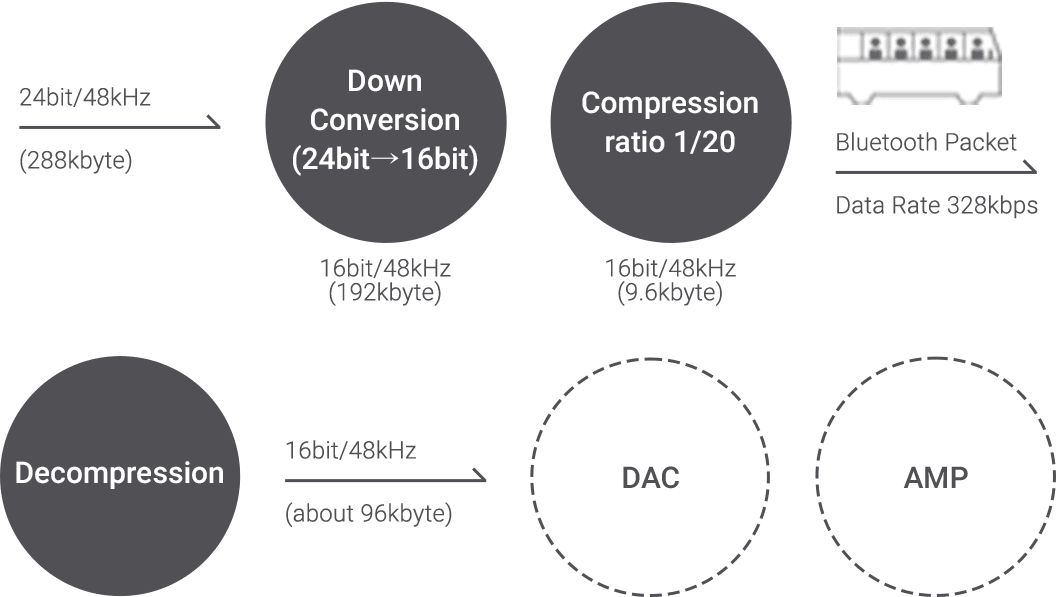 24bit/48kHz
(288kbyte)
Down
Conversion
(24bit→16bit)
16bit/48kHz
(192kbyte)
Compression
ratio 1/20
16bit/48kHz
(9.6kbyte)
Bluetooth Packet
Data Rate 328kbps
Decompression
16bit/48kHz
(about 96kbyte)
DAC
AMP